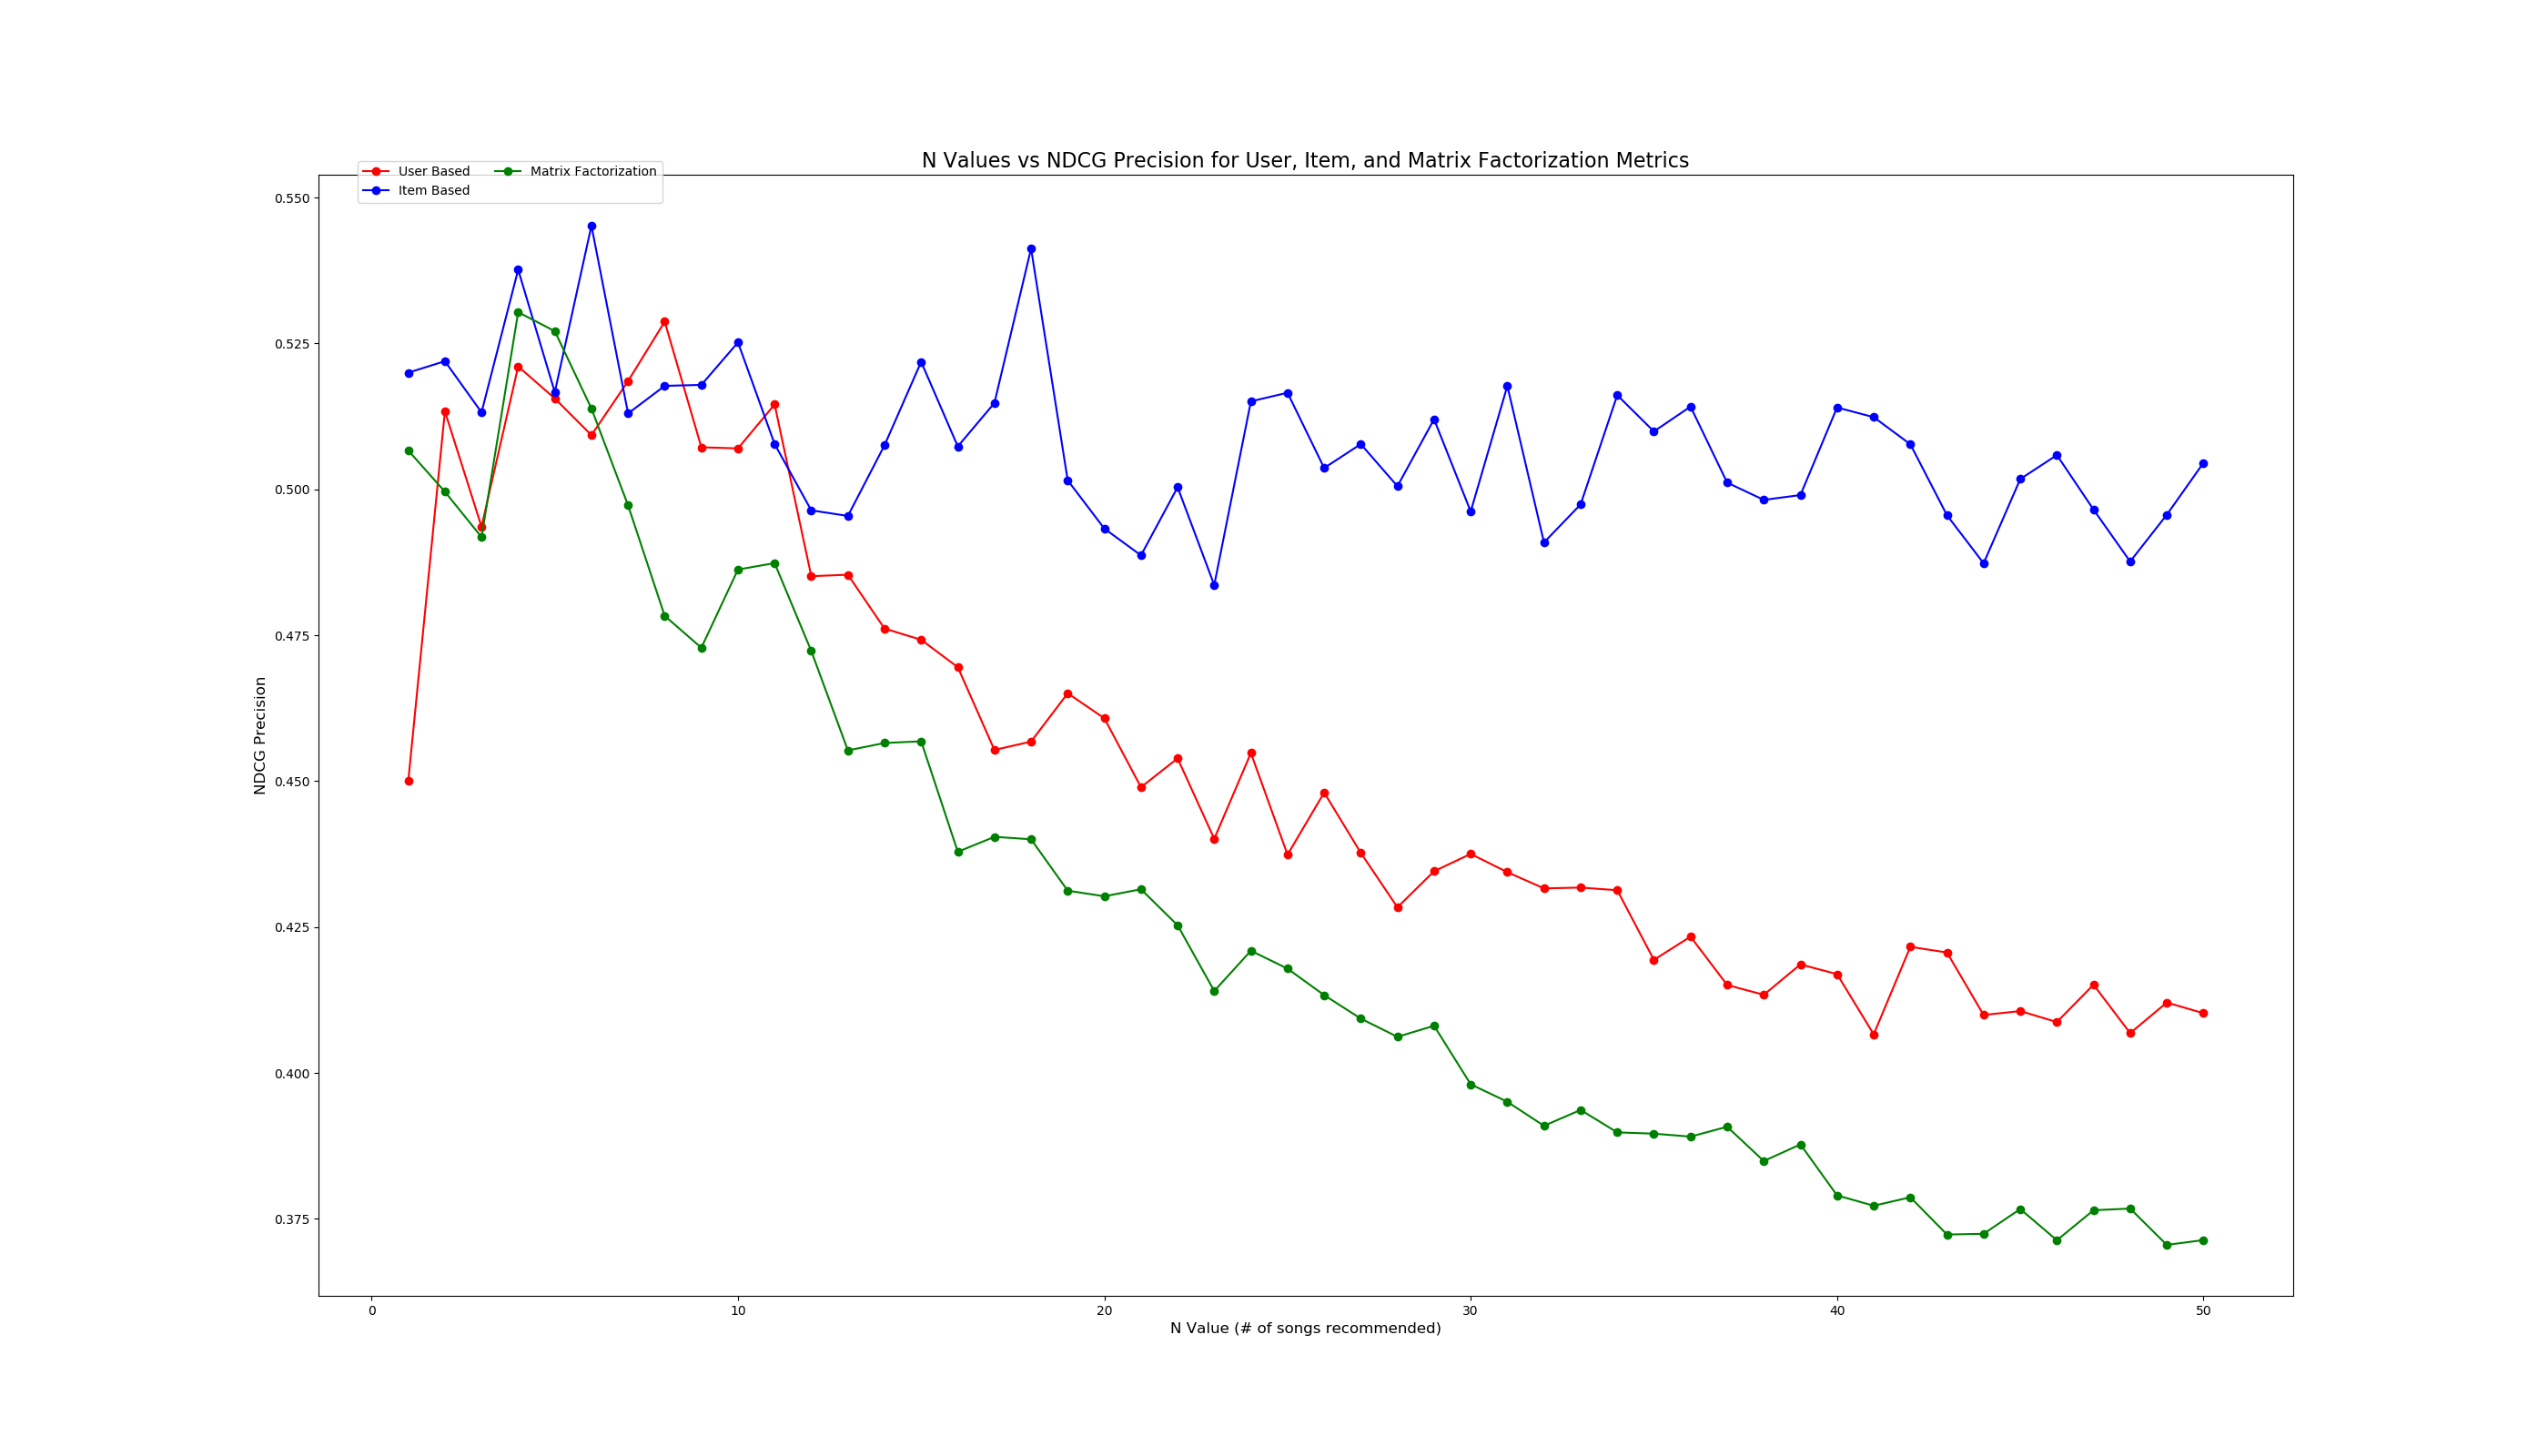 N Values vs NDCG Precision for User, Item, and Matrix Factorization Metrics
User Based
Item Based
Matrix Factorization
NDCG Precision
0.550
0.525
0.500
0.475
0.450
0.425
0.400
0.375
0 10 20 30 40 50
N Value (# of songs recommended)